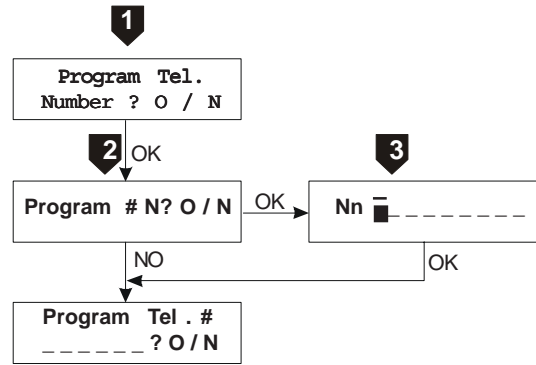 1
Program Tel.
Number ? O / N
2
OK
3
Program # N? O / N
OK
Nn _ _ _ _ _ _ _ _
NO
OK
Program Tel . #
_ _ _ _ _ _ ? O / N